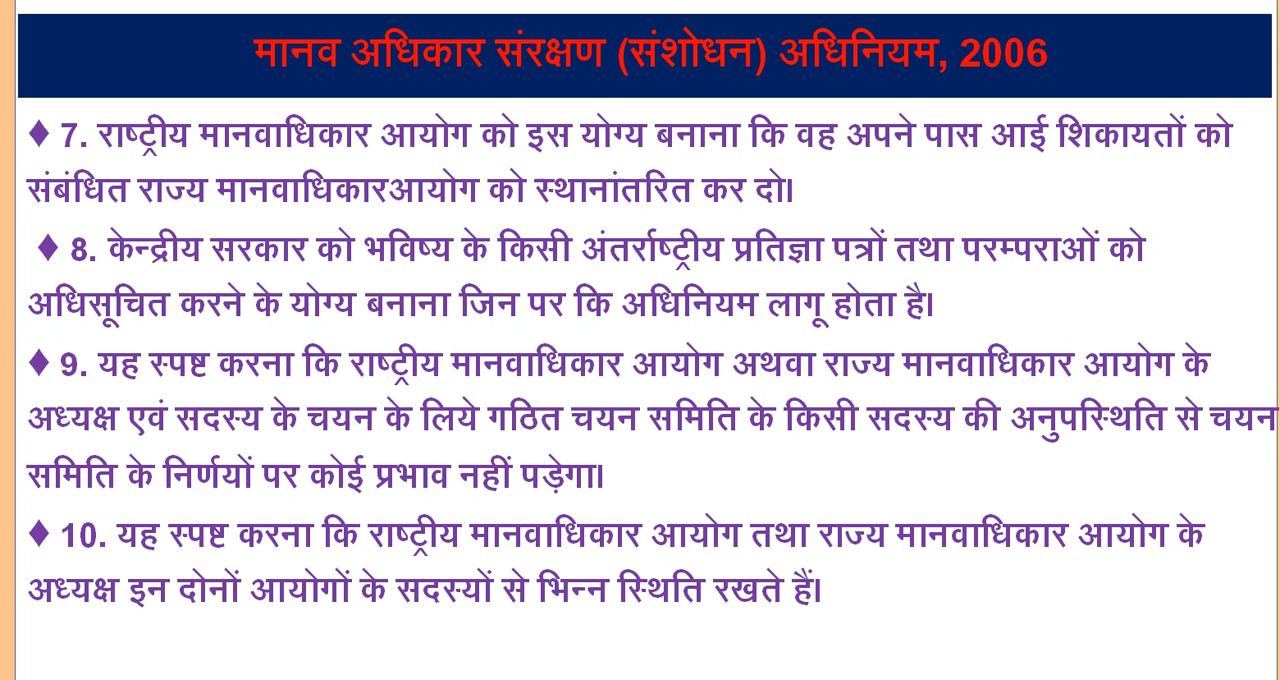 मानव अधिकार संरक्षण (संशोधन) अधिनियम, 2006
♦ 7. राष्ट्रीय मानवाधिकार आयोग को इस योग्य बनाना कि वह अपने पास आई शिकायतों को
संबंधित राज्य मानवाधिकारआयोग को स्थानांतरित कर दो।
♦ 8. केन्द्रीय सरकार को भविष्य के किसी अंतर्राष्ट्रीय प्रतिज्ञा पत्रों तथा परम्पराओं को
अधिसूचित करने के योग्य बनाना जिन पर कि अधिनियम लागू होता है।
♦ 9. यह स्पष्ट करना कि राष्ट्रीय मानवाधिकार आयोग अथवा राज्य मानवाधिकार आयोग के
अध्यक्ष एवं सदस्य के चयन के लिये गठित चयन समिति के किसी सदस्य की अनुपस्थिति से चयन
समिति के निर्णयों पर कोई प्रभाव नहीं पड़ेगा।
♦ 10. यह स्पष्ट करना कि राष्ट्रीय मानवाधिकार आयोग तथा राज्य मानवाधिकार आयोग के
अध्यक्ष इन दोनों आयोगों के सदस्यों से भिन्न स्थिति रखते हैं।